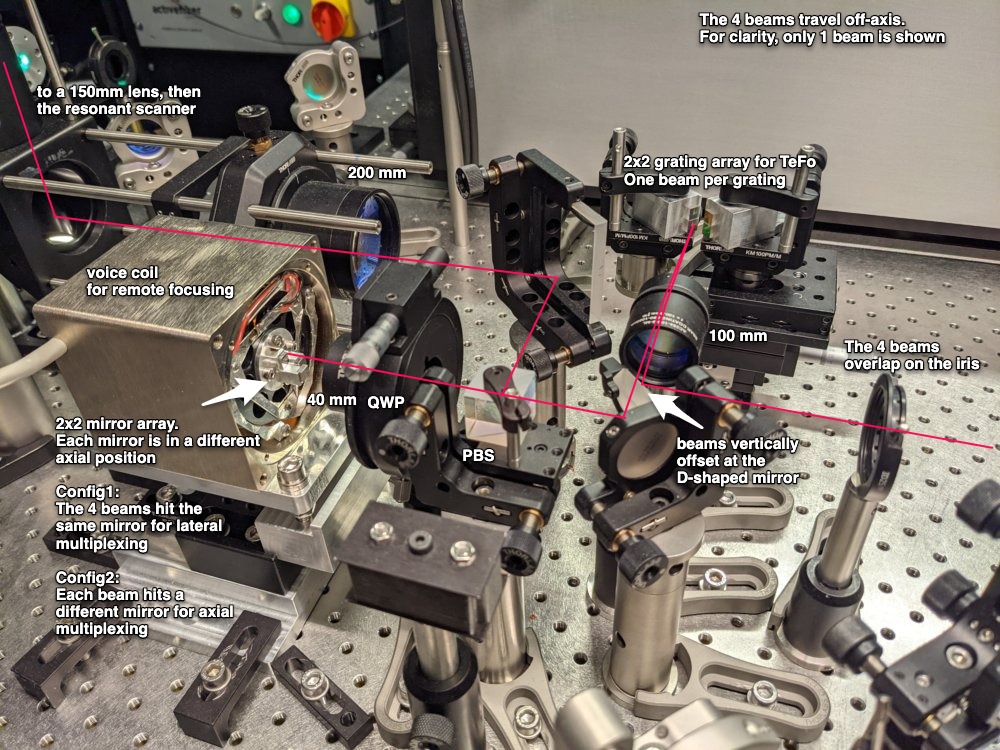 activefiber
The 4 beams travel off-axis.
For clarity, only 1 beam is shown
to a 150mm lens, then
the resonant scanner
200 mm
2x2 grating array for TeFo
One beam per grating
KM100PM/M
THORL
KM100PM/M
voice coil
for remote focusing
100 mm
The 4 beams
overlap on the iris
40 mm
QWP
2x2 mirror array.
Each mirror is in a different
axial position
PBS
beams vertically
offset at the
D-shaped mirror
Config1:
The 4 beams hit the
same mirror for lateral
multiplexing
Config2:
Each beam hits a
different mirror for axial
multiplexing